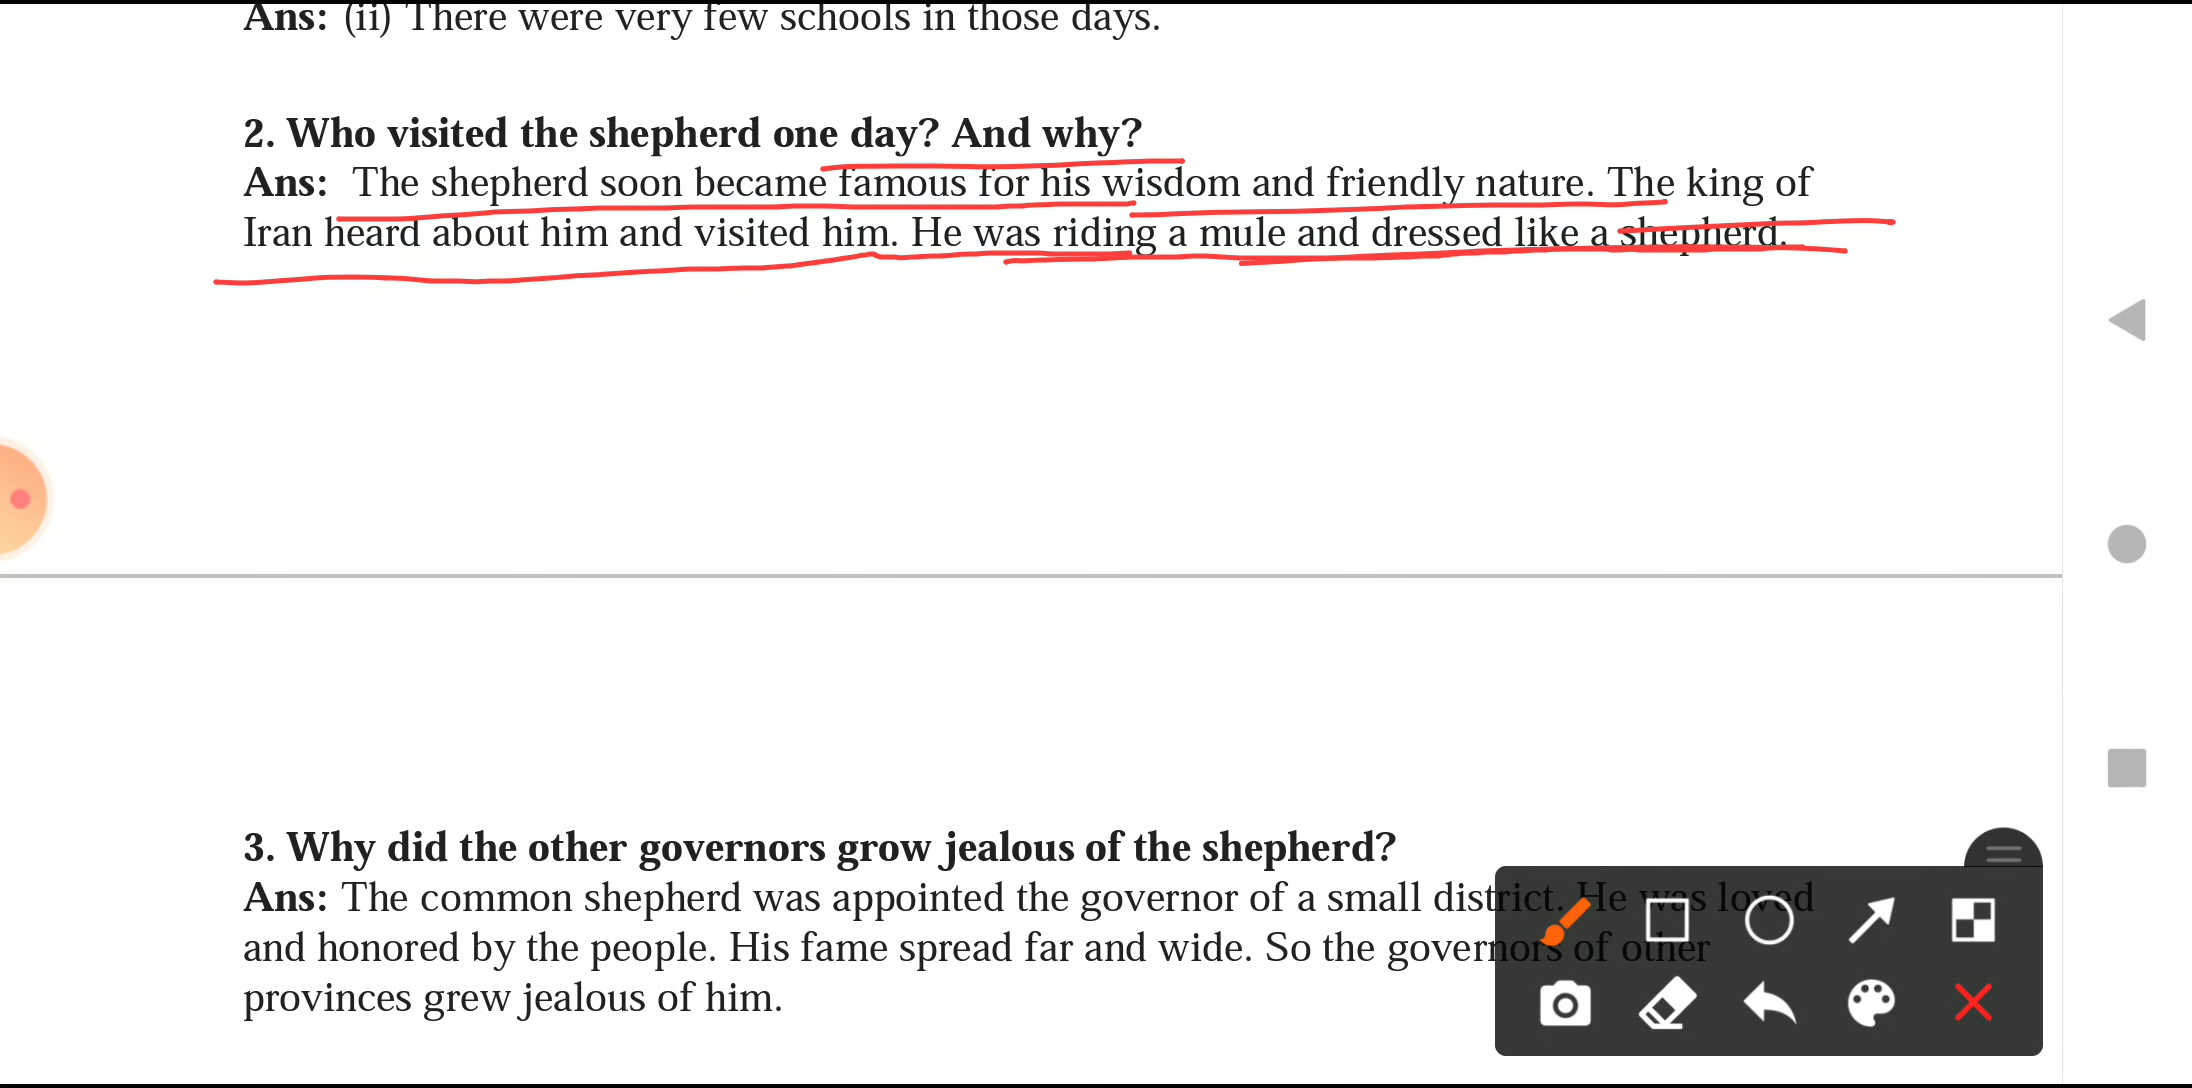 Ans: (ii) There were very few schools in those days.
2. Who visited the shepherd one day? And why?
Ans: The shepherd soon became famous for his wisdom and friendly nature. The king of
Iran heard about him and visited him. He was riding a mule and dressed like a shepherd.
3. Why did the other governors grow jealous of the shepherd?
Ans: The common shepherd was appointed the governor of a small district. He was loved
and honored by the people. His fame spread far and wide. So the governors of other
provinces grew jealous of him.